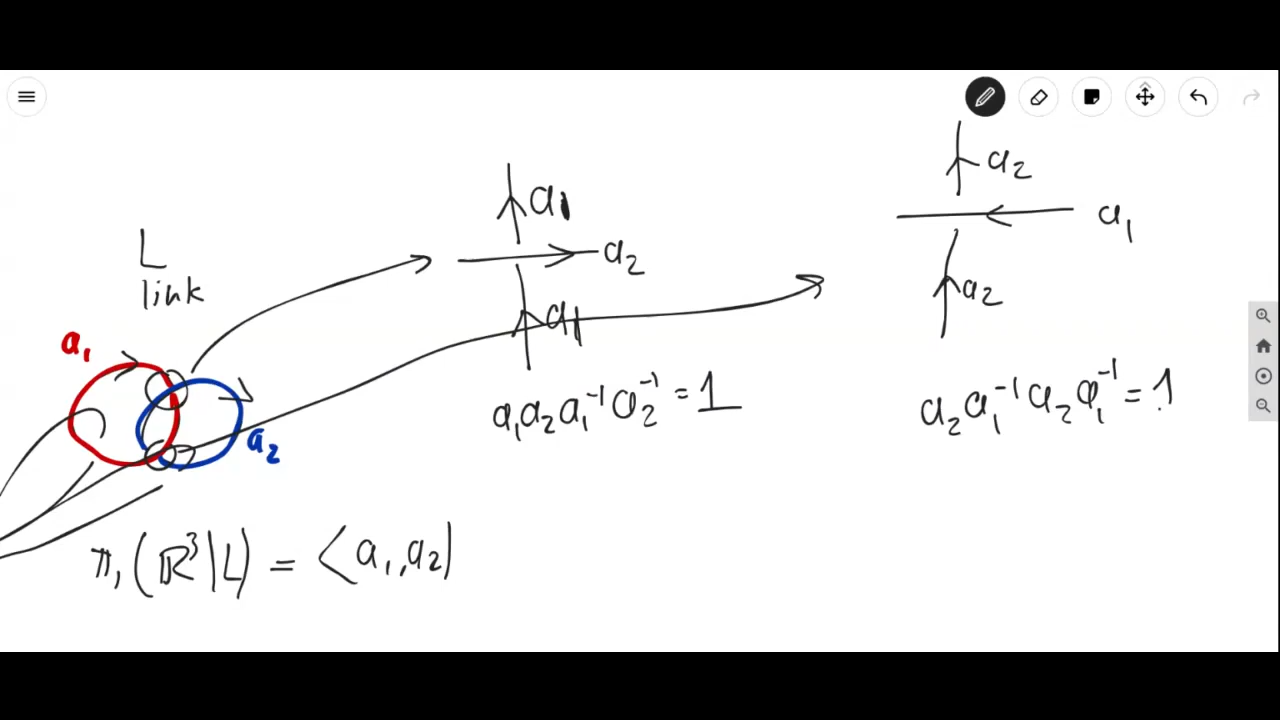 L
link
a₁
a₂
a₁
a₂
a₁
a₁a₂a₁⁻¹a₂⁻¹ = 1
a₂
a₁
a₂
a₂a₁⁻¹a₂a₁⁻¹ = 1
π₁(ℝ³|L) = ⟨a₁,a₂|